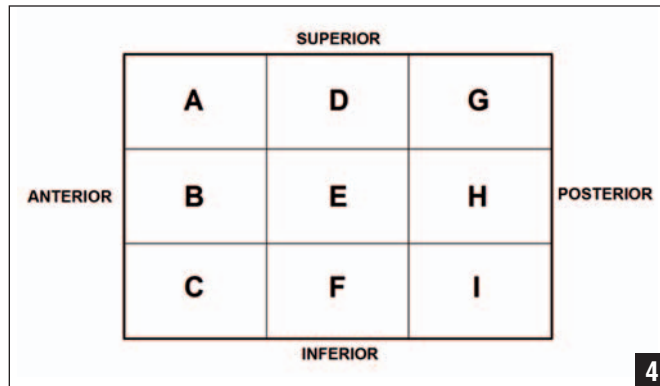 SUPERIOR
A D G
ANTERIOR B E H POSTERIOR
C F I
INFERIOR
4